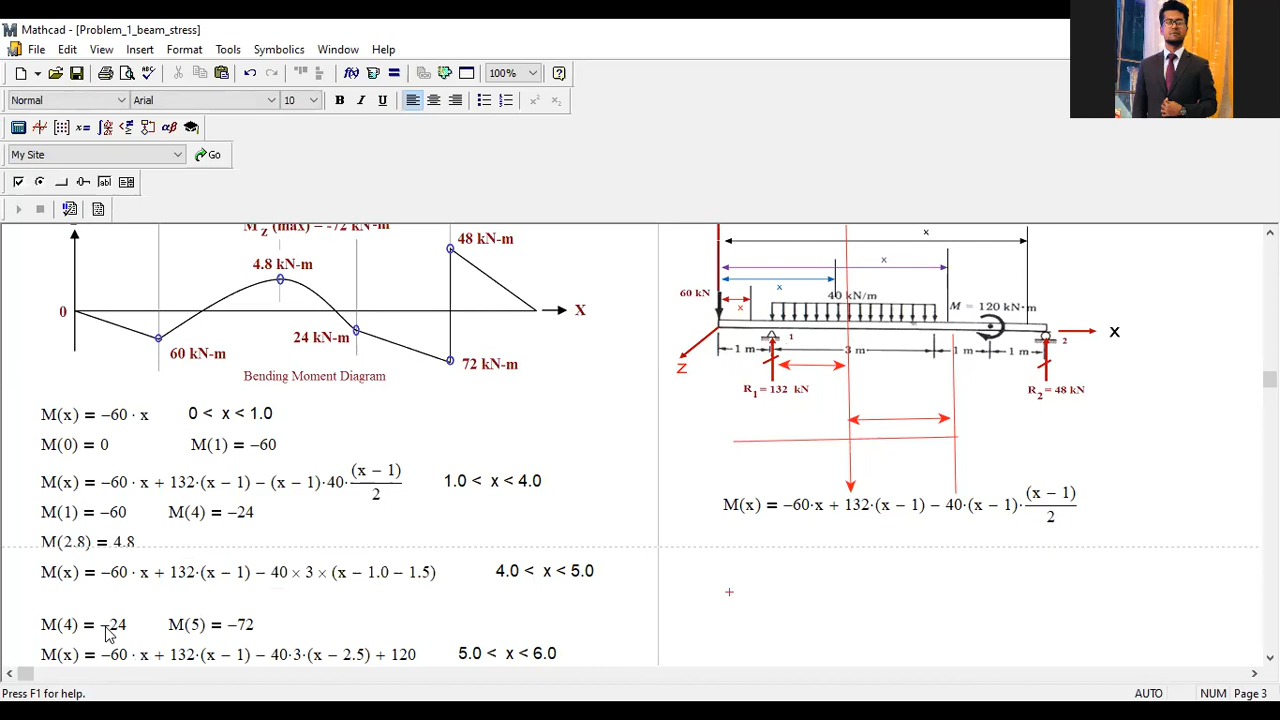 Mathcad - [Problem_1_beam_stress]
File Edit View Insert Format Tools Symbolics Window Help
100%
Normal Arial 10 B I U
My Site Go
M_z (max) = -72 kN-m
48 kN-m
4.8 kN-m
0
X
24 kN-m
60 kN-m
72 kN-m
Bending Moment Diagram
M(x) = −60 · x 0 < x < 1.0
M(0) = 0 M(1) = −60
M(x) = −60 · x + 132·(x − 1) − (x − 1)·40·(x − 1)/2 1.0 < x < 4.0
M(1) = −60 M(4) = −24
M(2.8) = 4.8
M(x) = −60 · x + 132·(x − 1) − 40 × 3 × (x − 1.0 − 1.5) 4.0 < x < 5.0
M(4) = −24 M(5) = −72
M(x) = −60 · x + 132·(x − 1) − 40·3·(x − 2.5) + 120 5.0 < x < 6.0
x
x
x
60 kN
x
40 kN/m
M = 120 kN·m
x
1
2
1 m 3 m 1 m 1 m
z
R_1 = 132 kN
R_2 = 48 kN
M(x) = −60·x + 132·(x − 1) − 40·(x − 1)·(x − 1)/2
Press F1 for help.
AUTO NUM Page 3